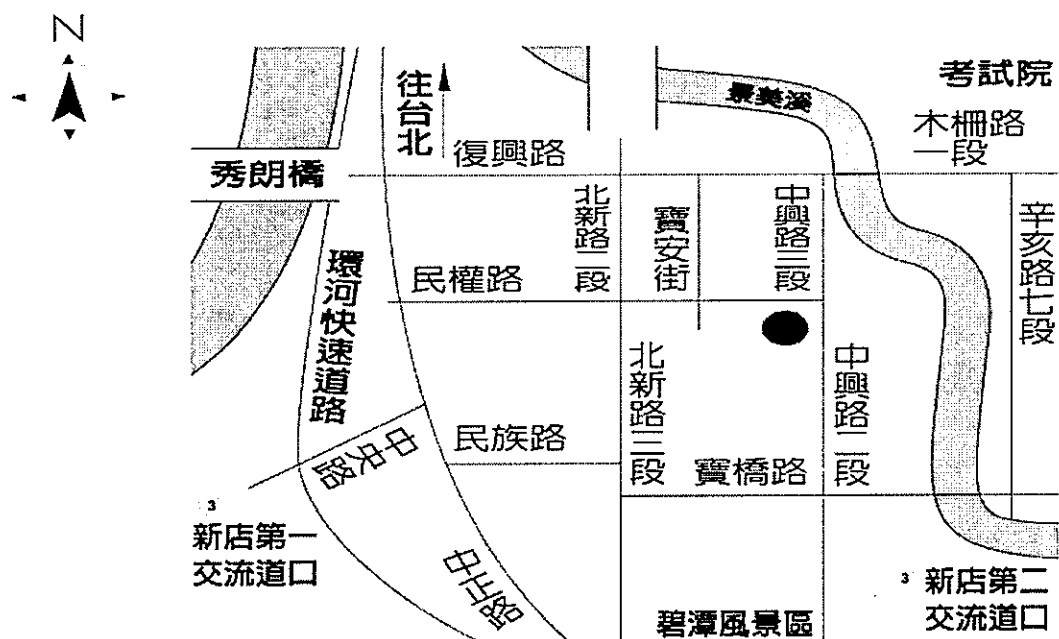 N
考試院
往台北
景美溪
木柵路
一段
復興路
秀朗橋
北新路二段
寶安街
中興路三段
辛亥路七段
環河快速道路
民權路
北新路三段
中興路二段
民族路
中央路
寶橋路
3
新店第一
交流道口
中正路
3 新店第二
交流道口
碧潭風景區